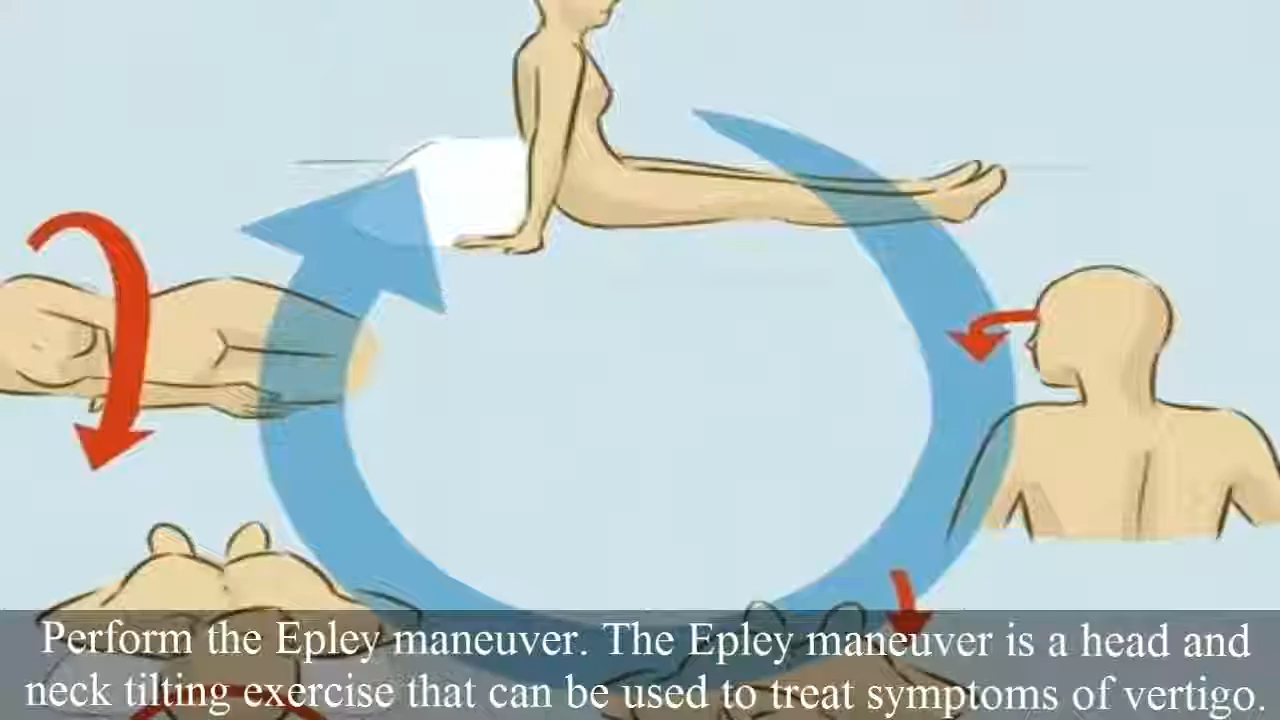 Perform the Epley maneuver. The Epley maneuver is a head and
neck tilting exercise that can be used to treat symptoms of vertigo.